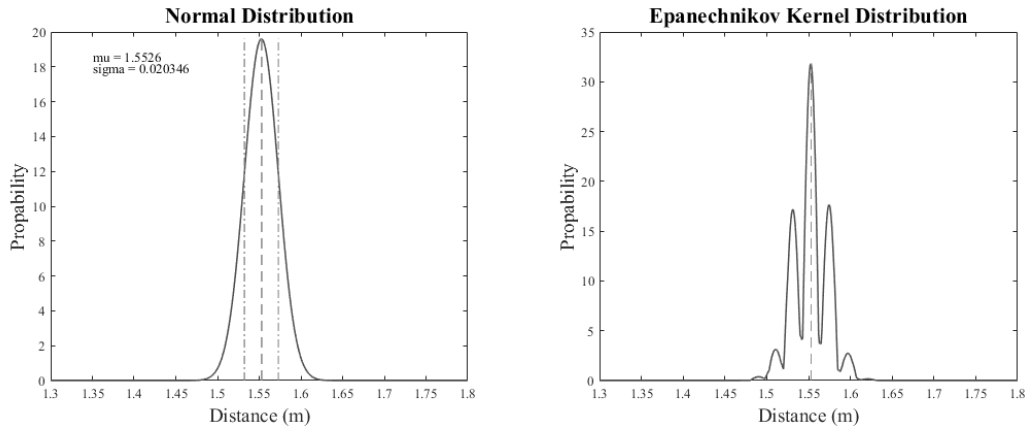 Normal Distribution
mu = 1.5526
sigma = 0.020346
Propability
20
18
16
14
12
10
8
6
4
2
0
1.3 1.35 1.4 1.45 1.5 1.55 1.6 1.65 1.7 1.75 1.8
Distance (m)
Epanechnikov Kernel Distribution
Propability
35
30
25
20
15
10
5
0
1.3 1.35 1.4 1.45 1.5 1.55 1.6 1.65 1.7 1.75 1.8
Distance (m)